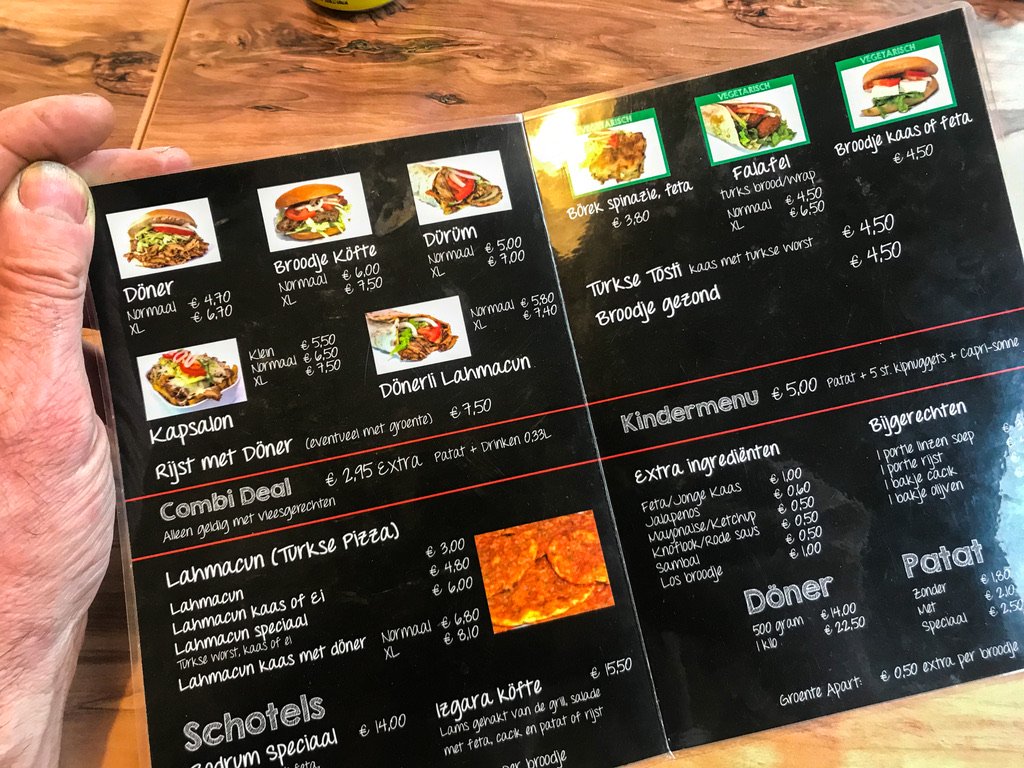 Döner
Normaal € 4,70
XL € 6,70
Broodje Köfte
Normaal € 6,00
XL € 7,50
Dürüm
Normaal € 5,00
XL € 7,00
Kapsalon
Klein € 5,50
Normaal € 6,50
XL € 7,50
Dönerli Lahmacun
Normaal € 5,80
XL € 7,40
Rijst met Döner (eventueel met groente) € 7,50
Combi Deal € 2,95 Extra Patat + Drinken 0.33L
Alleen geldig met vleesgerechten
Lahmacun (Turkse Pizza)
Lahmacun € 3,00
Lahmacun kaas of Ei € 4,80
Lahmacun speciaal € 6,00
Turkse worst, kaas of ei
Lahmacun kaas met döner Normaal € 6,80
XL € 8,10
Schotels
Bodrum Speciaal € 14,00
Izgara köfte € 15,50
Lams gehakt van de grill, salade
met feta, cacik en patat of rijst
per broodje
VEGETARISCH
Börek spinazie, feta
€ 3,80
VEGETARISCH
Falafel
turks brood/wrap
Normaal € 4,50
XL € 6,50
VEGETARISCH
Broodje kaas of feta
€ 4,50
Turkse Tosti kaas met turkse worst € 4,50
Broodje gezond € 4,50
Kindermenu € 5,00 Patat + 5 st. kipnuggets + capri-sonne
Extra ingrediënten
Feta/Jonge Kaas € 1,00
Jalapenos € 0,60
Mayonaise/Ketchup € 0,50
Knoflook/Rode saus € 0,50
Sambal € 0,50
Los broodje € 1,00
Bijgerechten
1 portie linzen soep
1 portie rijst
1 bakje cacik
1 bakje olijven
Döner
500 gram € 14,00
1 kilo € 22,50
Patat
Zonder € 1,80
Met € 2,10
Speciaal € 2,50
Groente Apart: € 0,50 extra per broodje